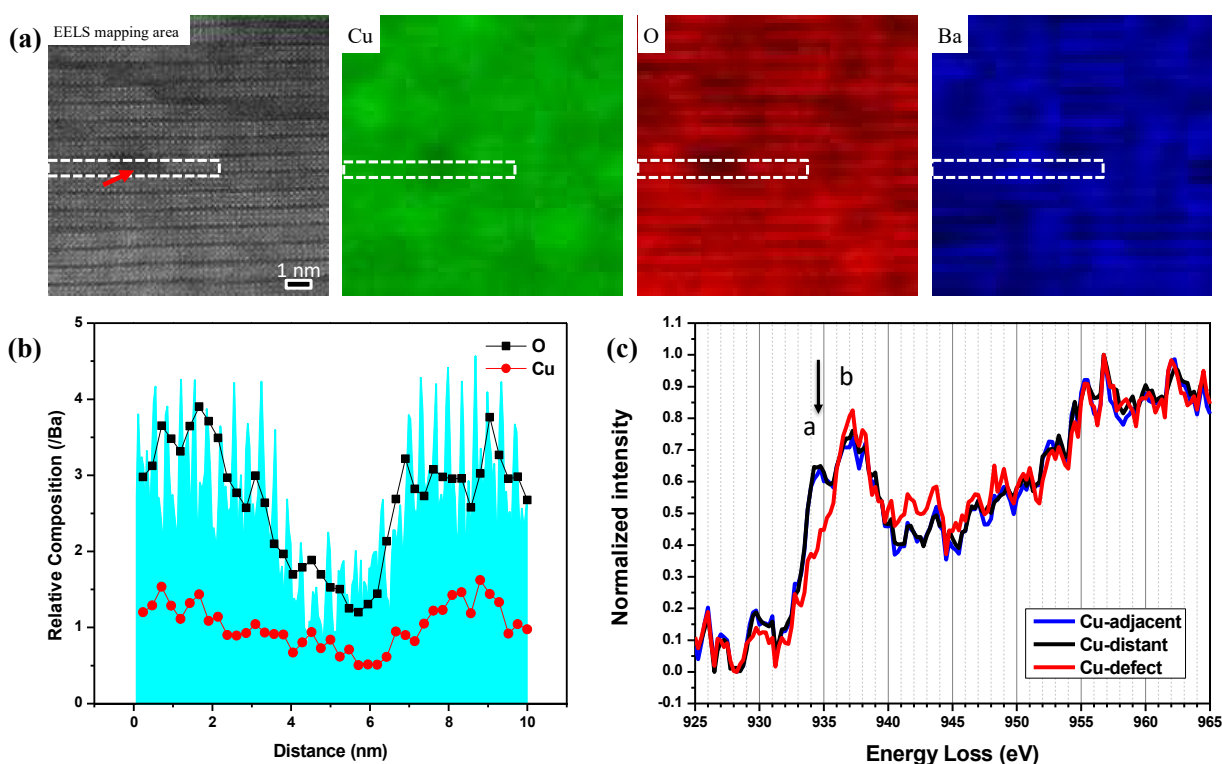 (a)
EELS mapping area
Cu
O
Ba
1 nm
(b)
5
4
3
2
1
0
Relative Composition (/Ba)
0 2 4 6 8 10
Distance (nm)
O
Cu
(c)
1.1
1.0
0.9
0.8
0.7
0.6
0.5
0.4
0.3
0.2
0.1
0.0
-0.1
Normalized intensity
a
b
Cu-adjacent
Cu-distant
Cu-defect
925 930 935 940 945 950 955 960 965
Energy Loss (eV)